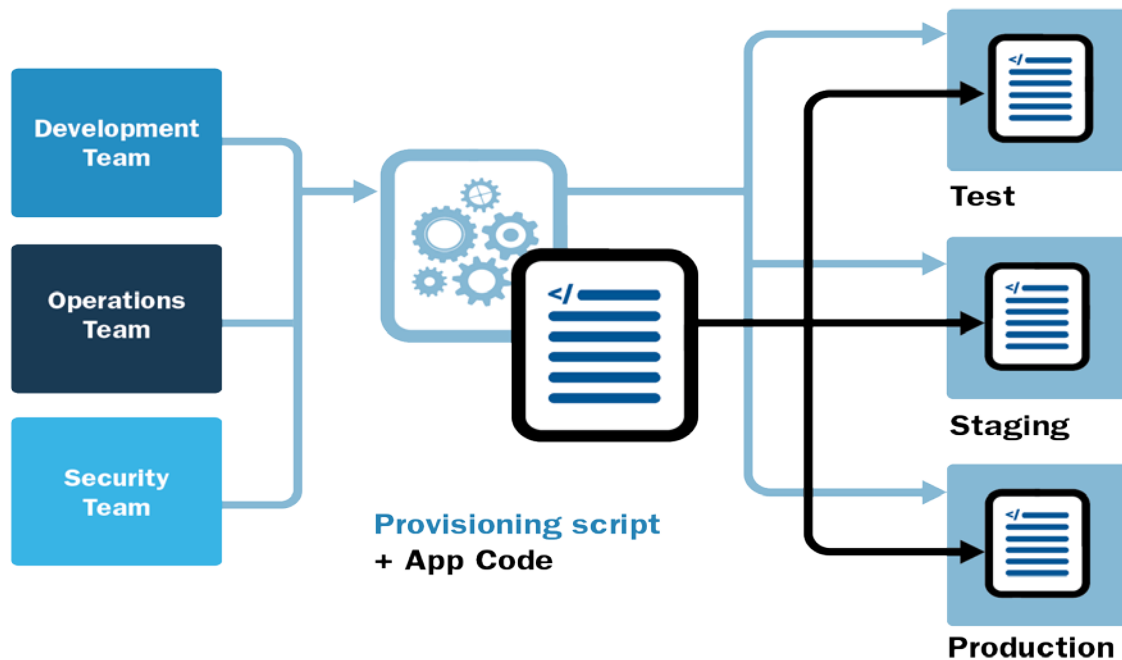 Development
Team
Operations
Team
Security
Team
Provisioning script
+ App Code
</
Test
</
Staging
</
Production
</